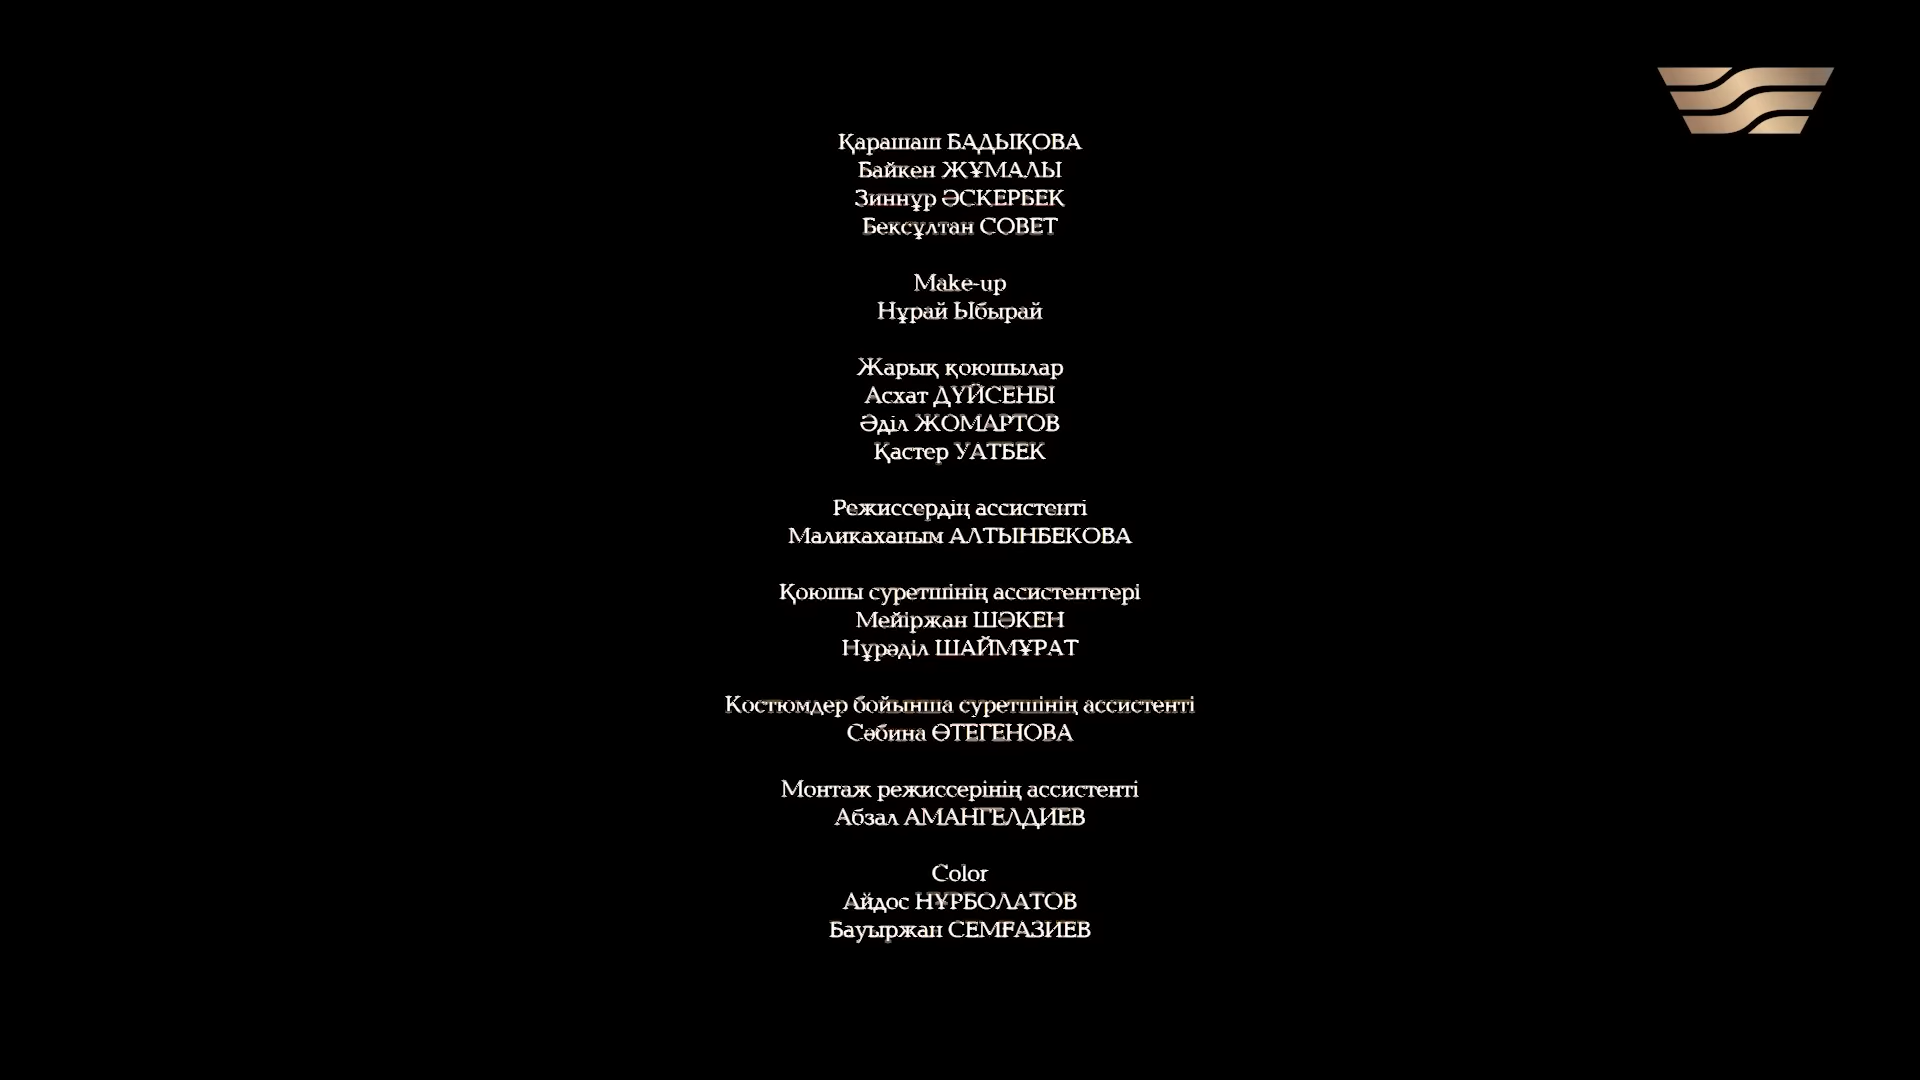 Қарашаш БАДЫҚОВА
Байкен ЖҰМАЛЫ
Зиннұр ӘСКЕРБЕК
Бексұлтан СОВЕТ
Make-up
Нұрай Ыбырай
Жарық қоюшылар
Асхат ДҮЙСЕНБІ
Әділ ЖОМАРТОВ
Қастер УАТБЕК
Режиссердің ассистенті
Маликаханым АЛТЫНБЕКОВА
Қоюшы суретшінің ассистенттері
Мейіржан ШӘКЕН
Нұрәділ ШАЙМҰРАТ
Костюмдер бойынша суретшінің ассистенті
Сәбина ӨТЕГЕНОВА
Монтаж режиссерінің ассистенті
Абзал АМАНГЕЛДИЕВ
Color
Айдос НҰРБОЛАТОВ
Бауыржан СЕМҒАЗИЕВ